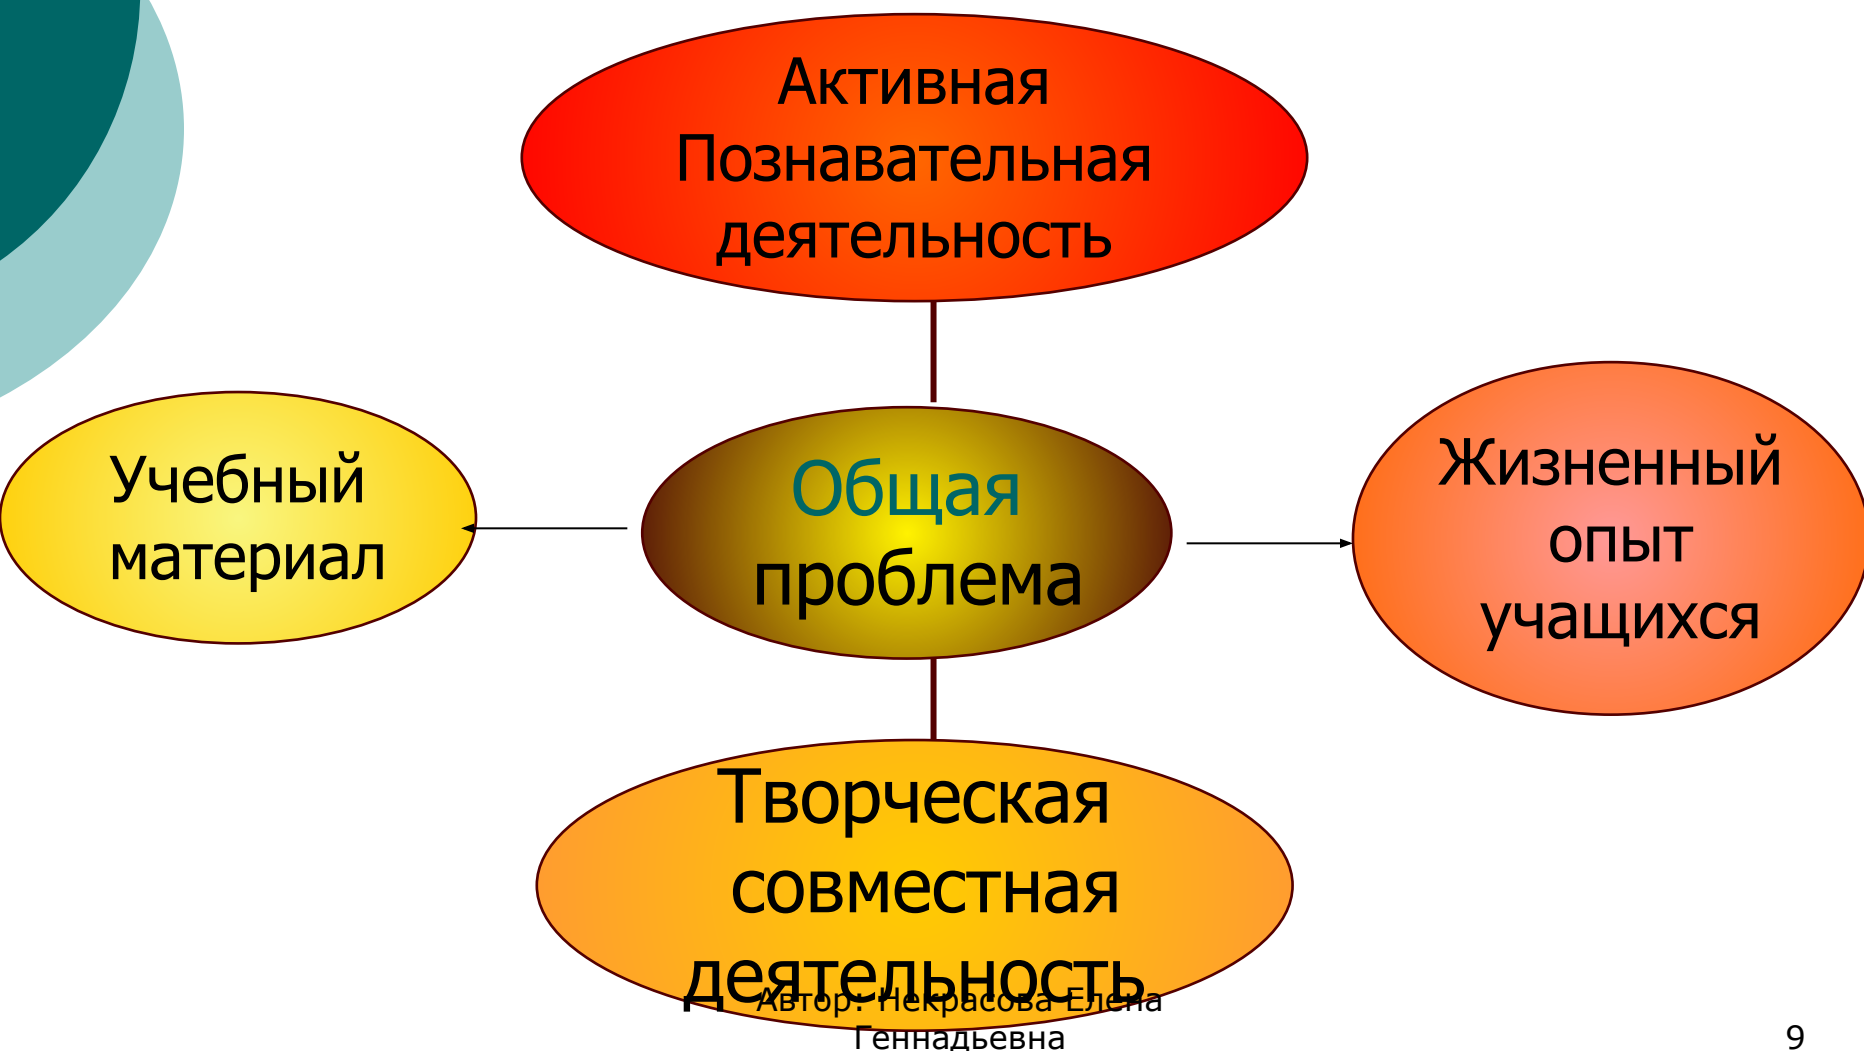 Активная
Познавательная
деятельность
Учебный
материал
Общая
проблема
Жизненный
опыт
учащихся
Творческая
совместная
деятельность
Автор: Некрасова Елена
Геннадьевна
9